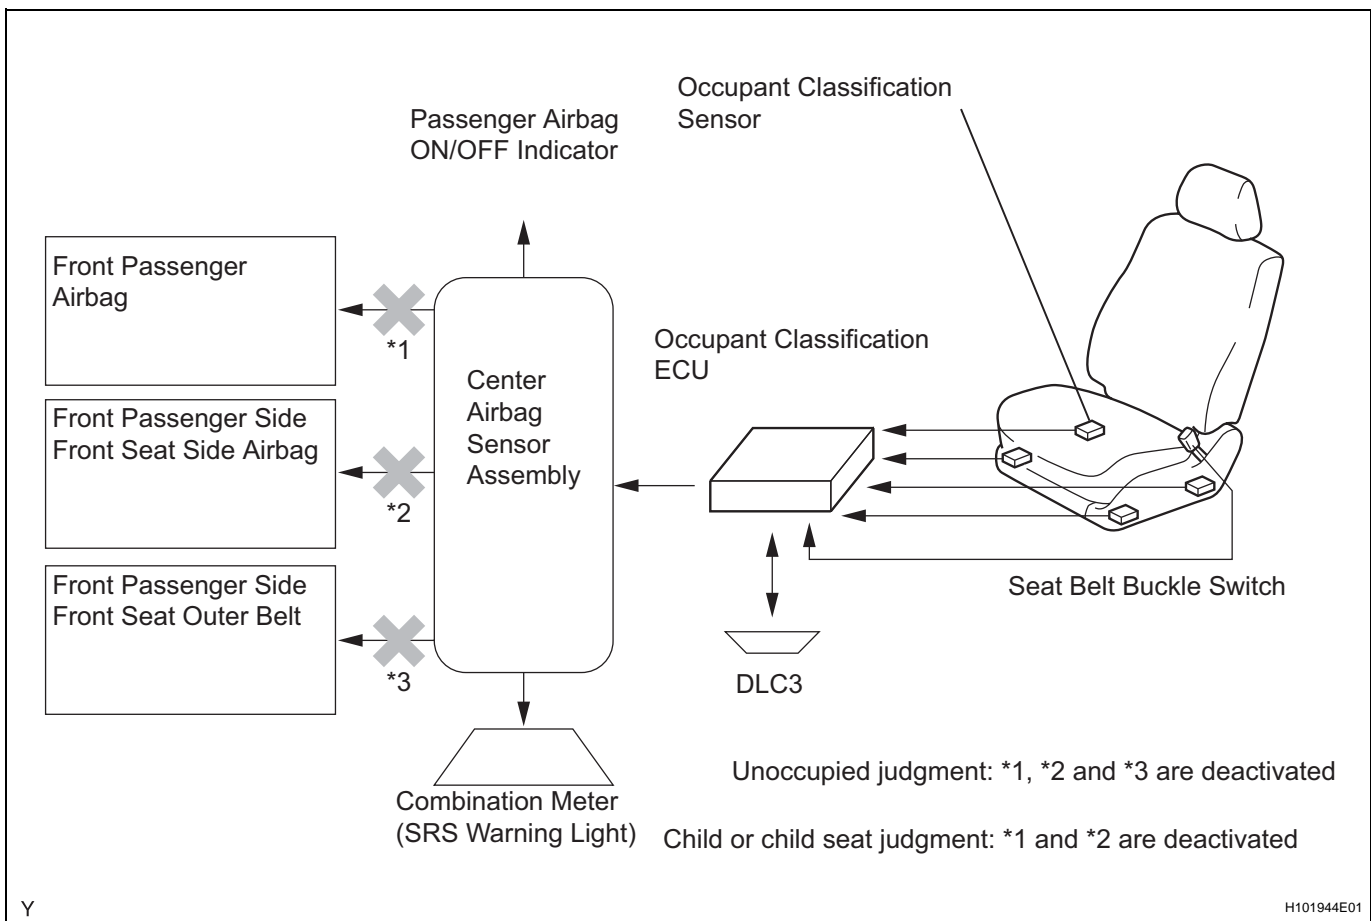 Occupant Classification
Sensor
Passenger Airbag
ON/OFF Indicator
Front Passenger
Airbag
*1
Front Passenger Side
Front Seat Side Airbag
*2
Front Passenger Side
Front Seat Outer Belt
*3
Center
Airbag
Sensor
Assembly
Occupant Classification
ECU
Seat Belt Buckle Switch
DLC3
Combination Meter
(SRS Warning Light)
Unoccupied judgment: *1, *2 and *3 are deactivated
Child or child seat judgment: *1 and *2 are deactivated
Y
H101944E01